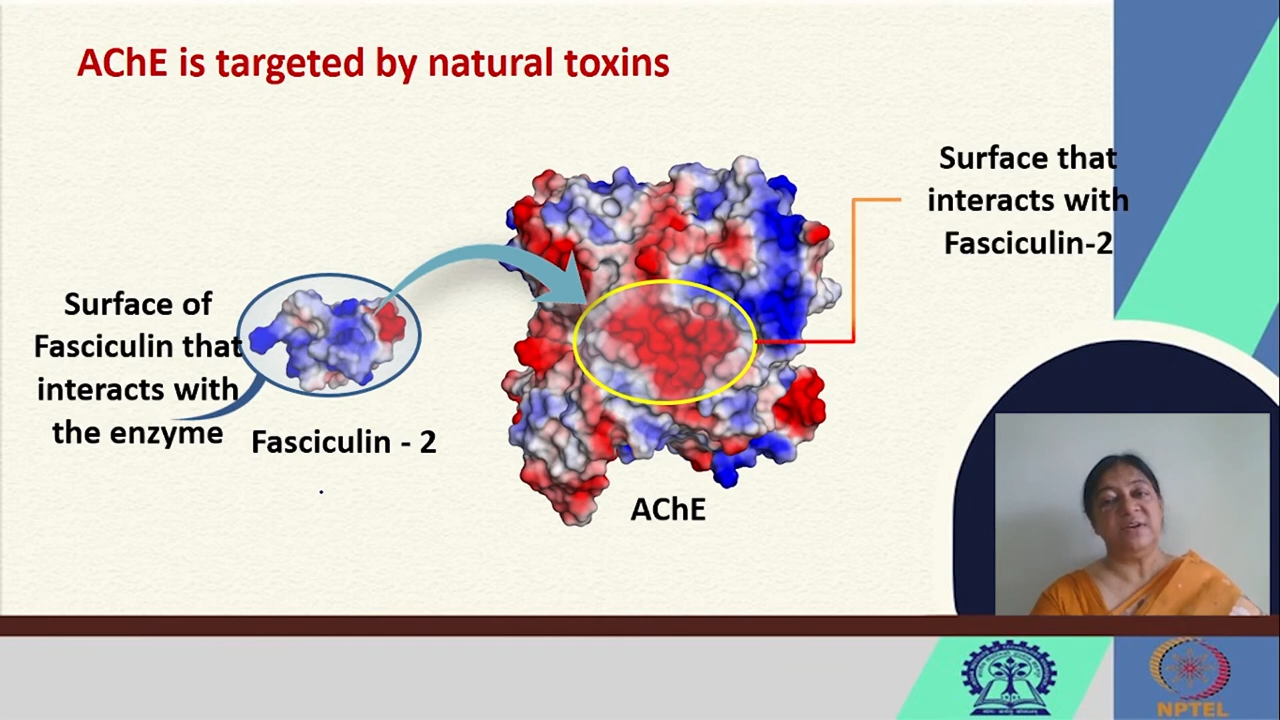 AChE is targeted by natural toxins
Surface that
interacts with
Fasciculin-2
Surface of
Fasciculin that
interacts with
the enzyme
Fasciculin - 2
AChE
NPTEL